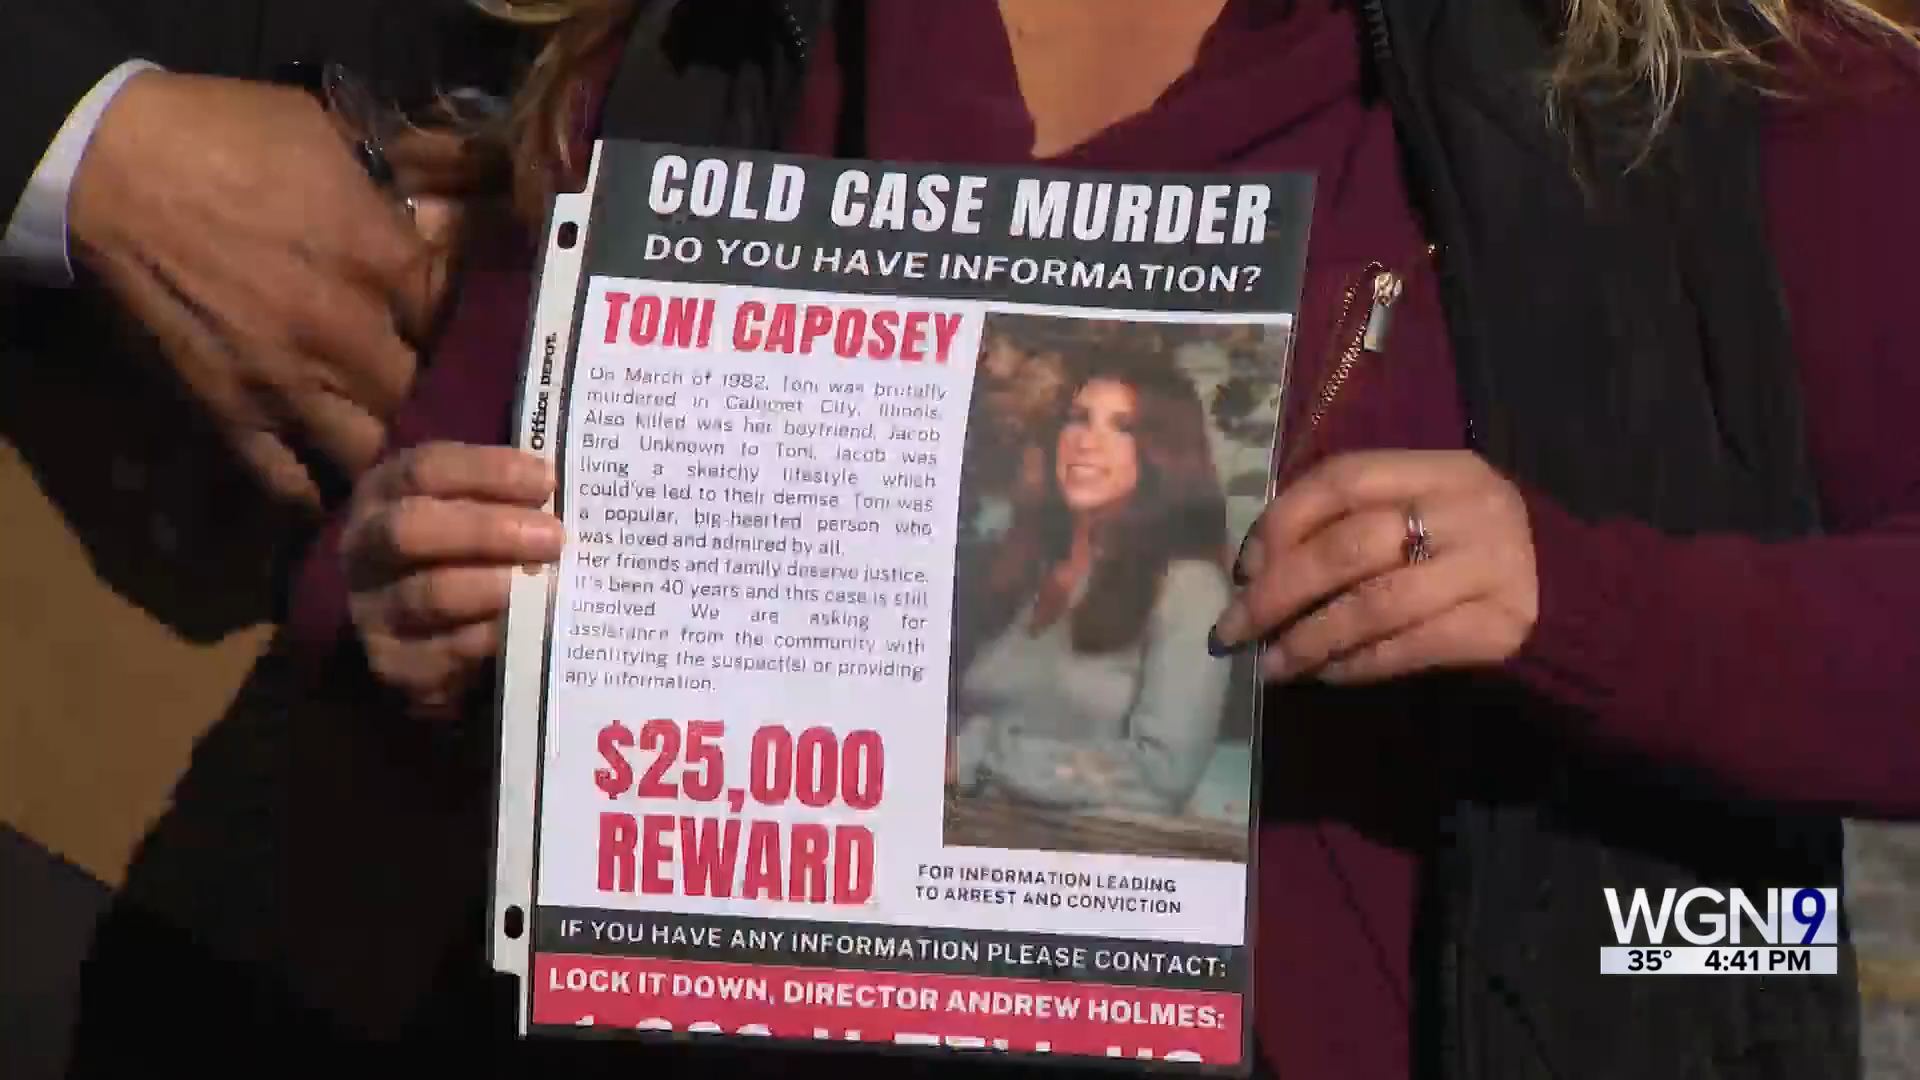 COLD CASE MURDER
DO YOU HAVE INFORMATION?
TONI CAPOSEY
On March of 1982, Toni was brutally
murdered in Calumet City, Illinois.
Also killed was her boyfriend, Jacob
Bird. Unknown to Toni, Jacob was
living a sketchy lifestyle which
could've led to their demise. Toni was
a popular, big-hearted person who
was loved and admired by all.
Her friends and family deserve justice.
It's been 40 years and this case is still
unsolved. We are asking for
assistance from the community with
identifying the suspect(s) or providing
any information.
$25,000
REWARD
FOR INFORMATION LEADING
TO ARREST AND CONVICTION
IF YOU HAVE ANY INFORMATION PLEASE CONTACT:
LOCK IT DOWN, DIRECTOR ANDREW HOLMES:
Office DEPOT
WGN9
35° 4:41 PM